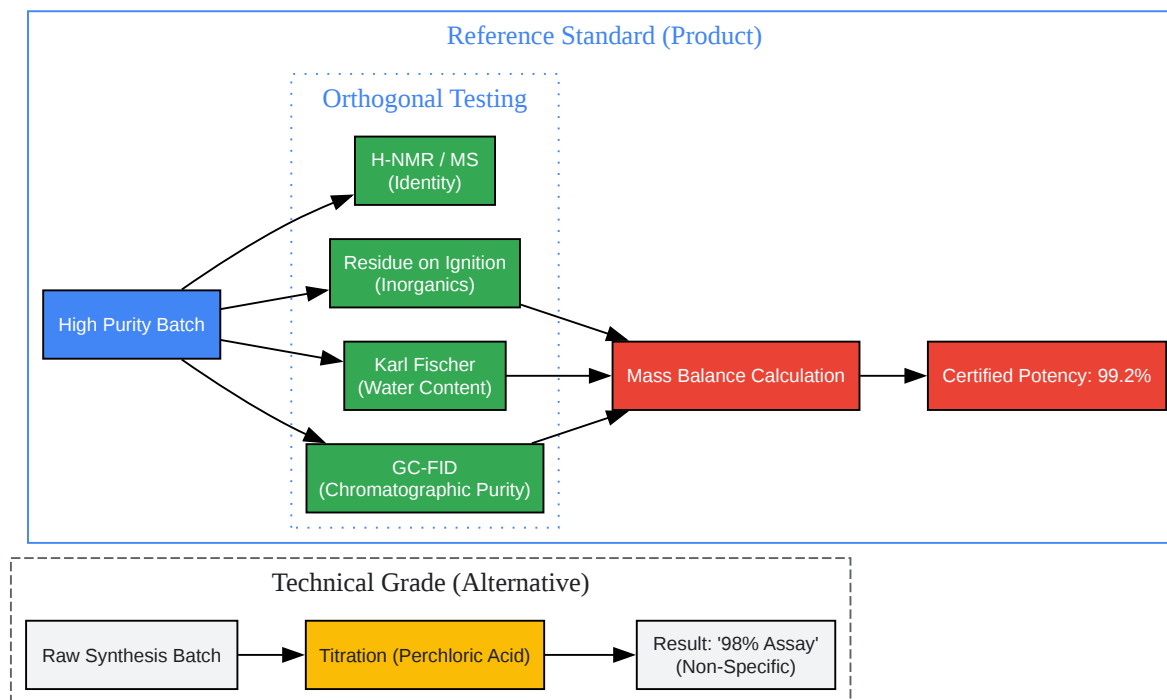 Reference Standard (Product)
Orthogonal Testing
H-NMR / MS
(Identity)
Residue on Ignition
(Inorganics)
High Purity Batch
Karl Fischer
(Water Content)
Mass Balance Calculation
Certified Potency: 99.2%
GC-FID
(Chromatographic Purity)
Technical Grade (Alternative)
Raw Synthesis Batch
Titration (Perchloric Acid)
Result: '98% Assay'
(Non-Specific)